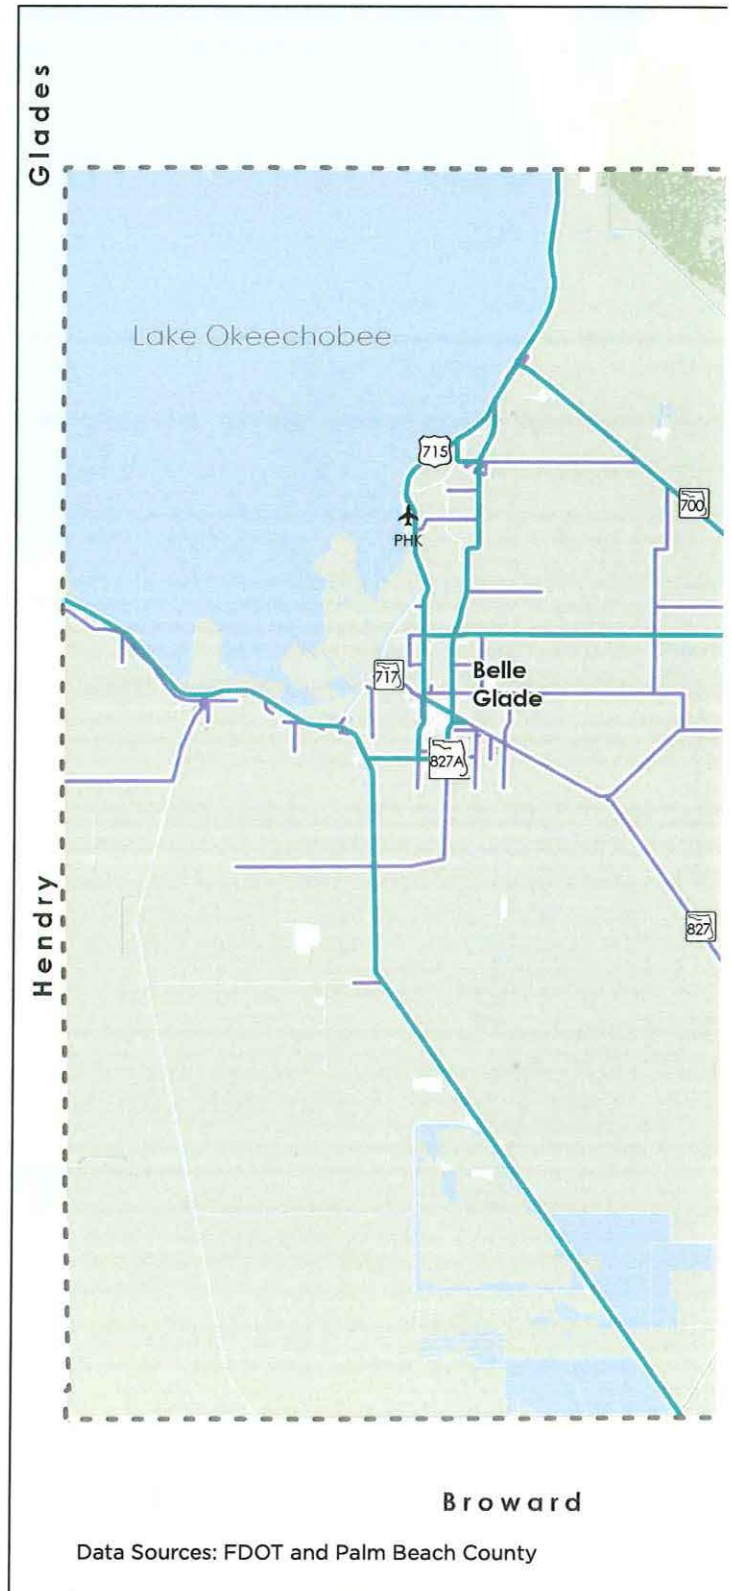 Glades
Lake Okeechobee
715
700
PHK
717
Belle
Glade
827A
Hendry
827
Broward
Data Sources: FDOT and Palm Beach County